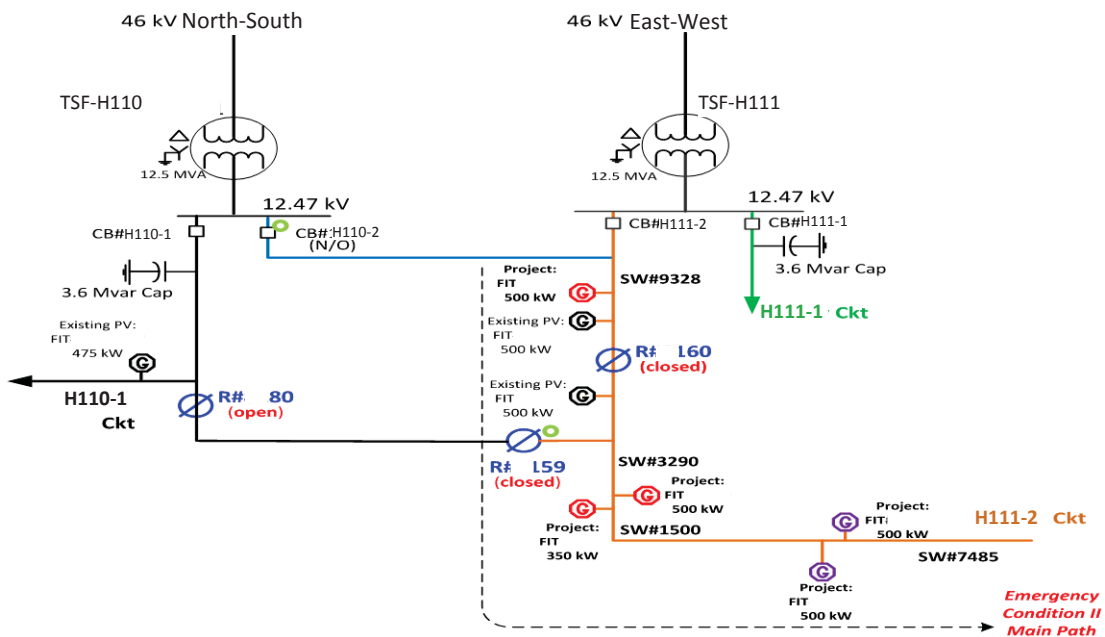 46 kV North-South
46 kV East-West
TSF-H110
TSF-H111
12.5 MVA
12.5 MVA
12.47 kV
12.47 kV
CB#H110-1
CB#:H110-2
(N/O)
CB#H111-2
CB#H111-1
3.6 Mvar Cap
3.6 Mvar Cap
Project:
FIT
500 kW
G
SW#9328
H111-1 Ckt
Existing PV:
FIT
475 kW
G
Existing PV:
FIT
500 kW
G
R# 160
(closed)
Existing PV:
FIT
500 kW
G
H110-1
Ckt
R# 80
(open)
R# 159
(closed)
SW#3290
G
Project:
FIT
500 kW
G
Project:
FIT
350 kW
SW#1500
G
Project:
FIT
500 kW
H111-2 Ckt
SW#7485
G
Project:
FIT
500 kW
Emergency
Condition II
Main Path